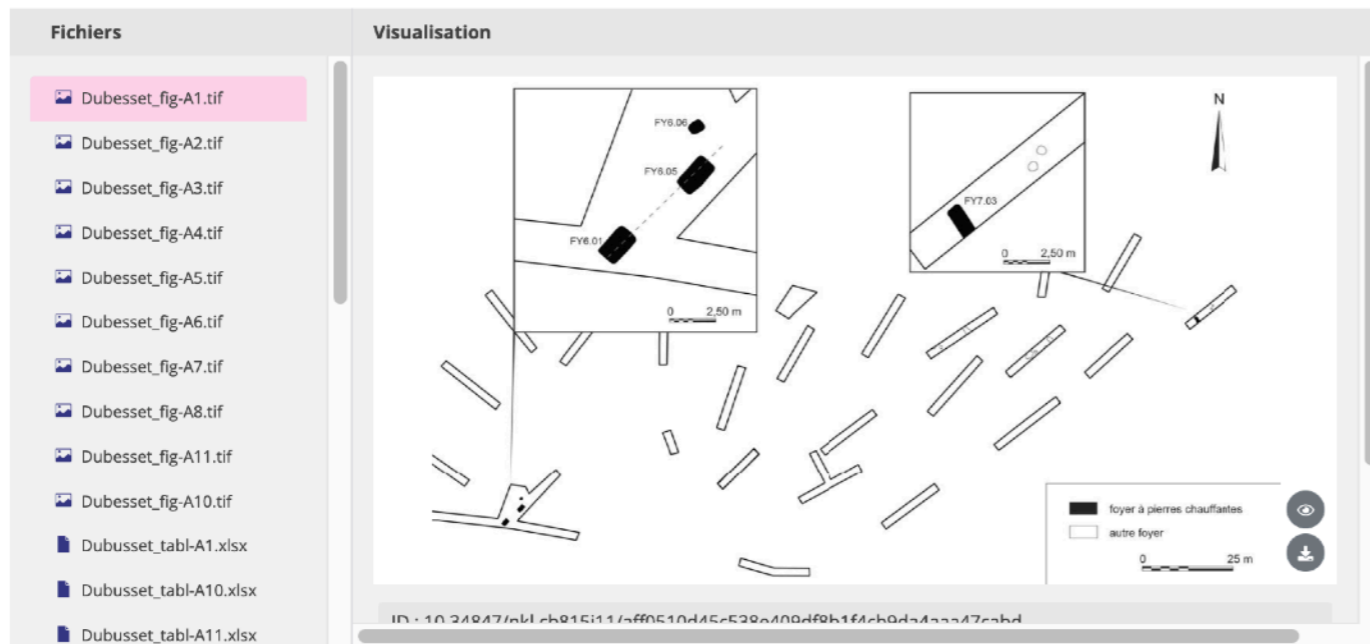 Fichiers
Visualisation
Dubesset_fig-A1.tif
Dubesset_fig-A2.tif
Dubesset_fig-A3.tif
Dubesset_fig-A4.tif
Dubesset_fig-A5.tif
Dubesset_fig-A6.tif
Dubesset_fig-A7.tif
Dubesset_fig-A8.tif
Dubesset_fig-A11.tif
Dubesset_fig-A10.tif
Dubusset_tabl-A1.xlsx
Dubusset_tabl-A10.xlsx
Dubusset_tabl-A11.xlsx
FY6.06
FY6.05
FY6.01
0 2,50 m
FY7.03
0 2,50 m
N
foyer à pierres chauffantes
autre foyer
0 25 m